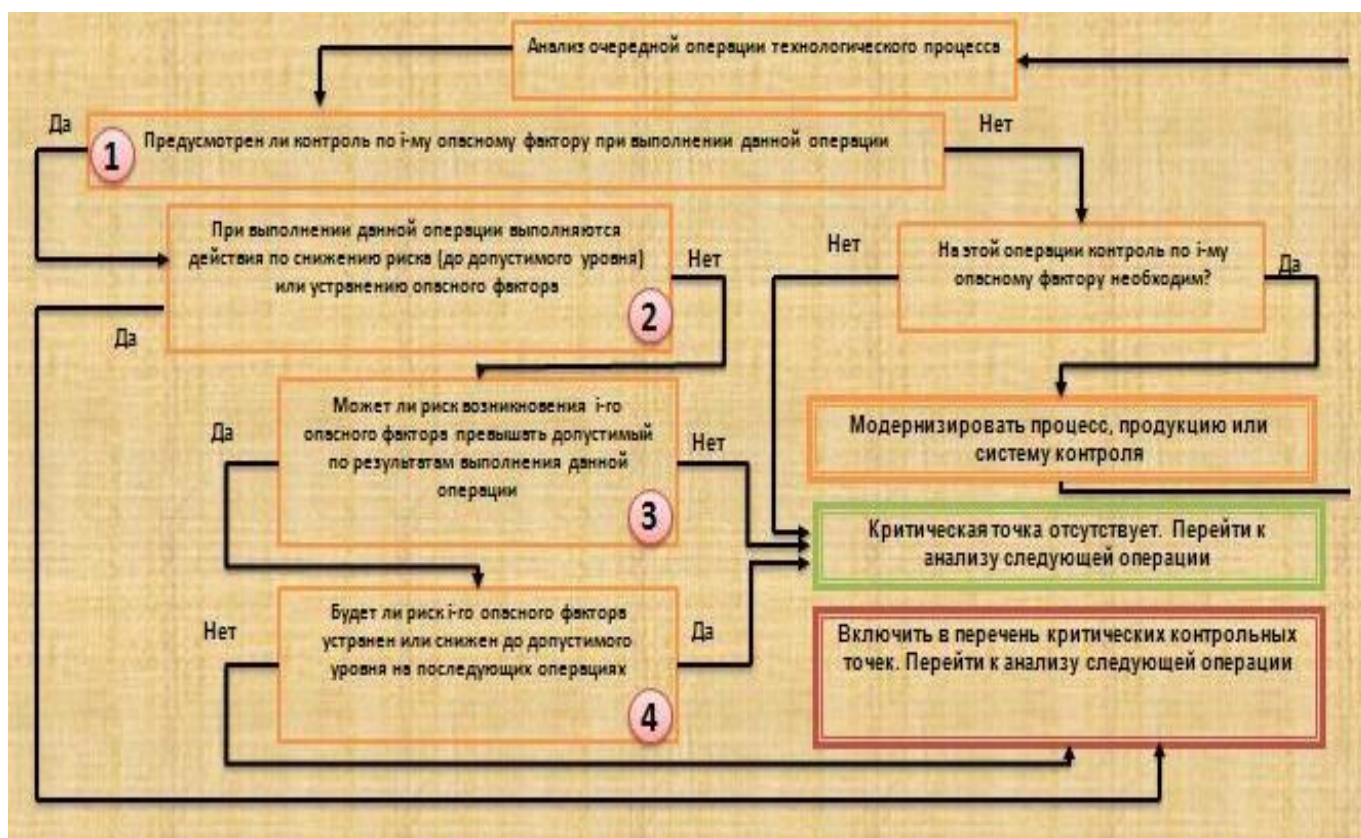 Анализ очередной операции технологического процесса
Да
Нет
1
Предусмотрен ли контроль по i-му опасному фактору при выполнении данной операции
При выполнении данной операции выполняются
действия по снижению риска (до допустимого уровня)
или устранению опасного фактора
2
Нет
Да
Нет
На этой операции контроль по i-му
опасному фактору необходим?
Да
Может ли риск возникновения i-го
опасного фактора превышать допустимый
по результатам выполнения данной
операции
3
Да
Нет
Модернизировать процесс, продукцию или
систему контроля
Критическая точка отсутствует. Перейти к
анализу следующей операции
Будет ли риск i-го опасного фактора
устранен или снижен до допустимого
уровня на последующих операциях
4
Нет
Да
Включить в перечень критических контрольных
точек. Перейти к анализу следующей операции